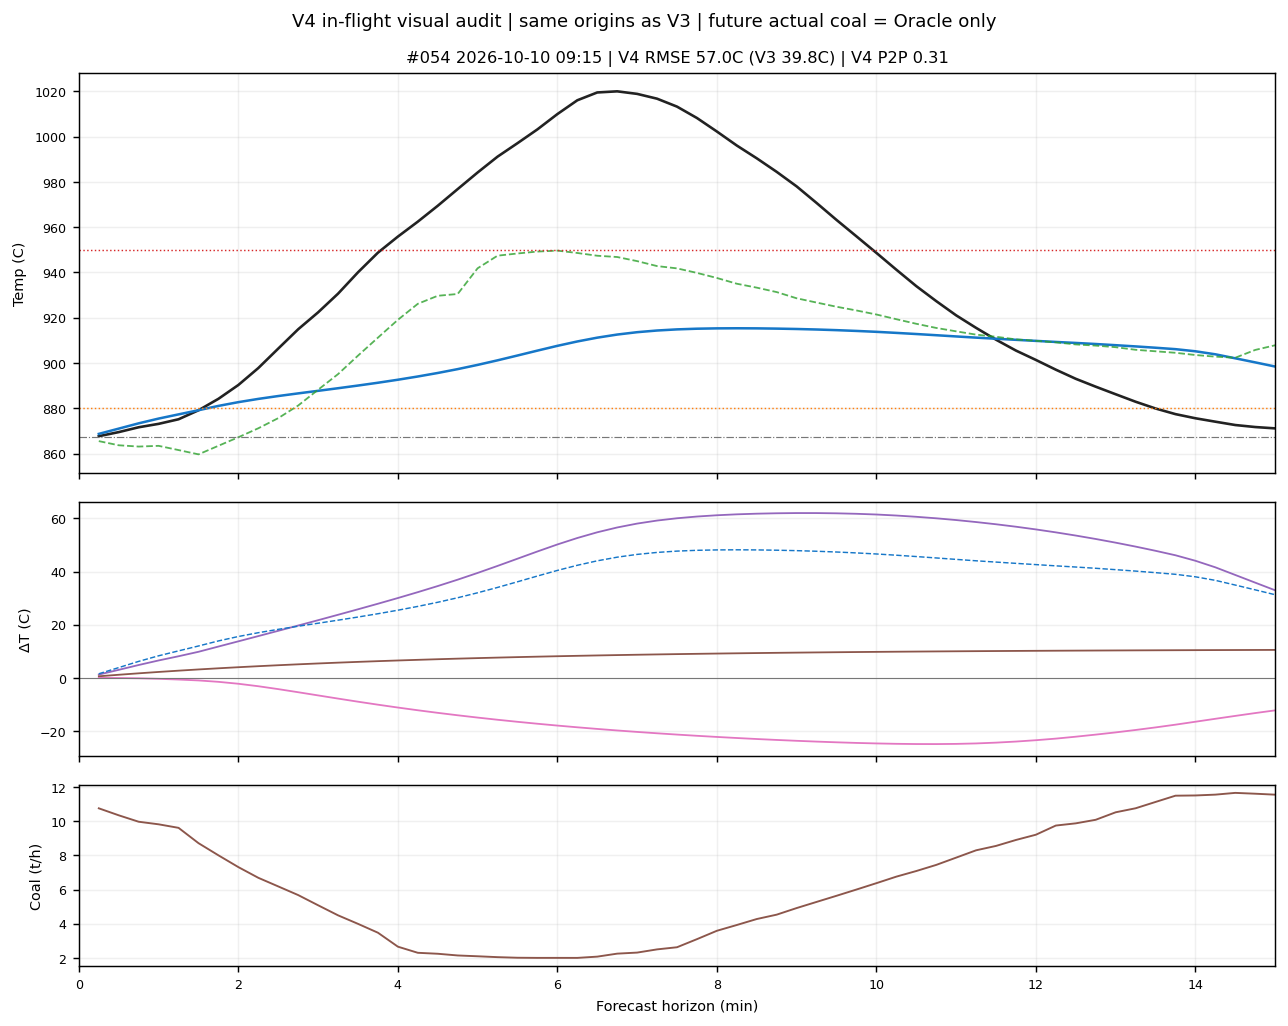 V4 in-flight visual audit | same origins as V3 | future actual coal = Oracle only
#054 2026-10-10 09:15 | V4 RMSE 57.0C (V3 39.8C) | V4 P2P 0.31
Temp (C)
1020
1000
980
960
940
920
900
880
860
ΔT (C)
60
40
20
0
−20
Coal (t/h)
12
10
8
6
4
2
0 2 4 6 8 10 12 14
Forecast horizon (min)